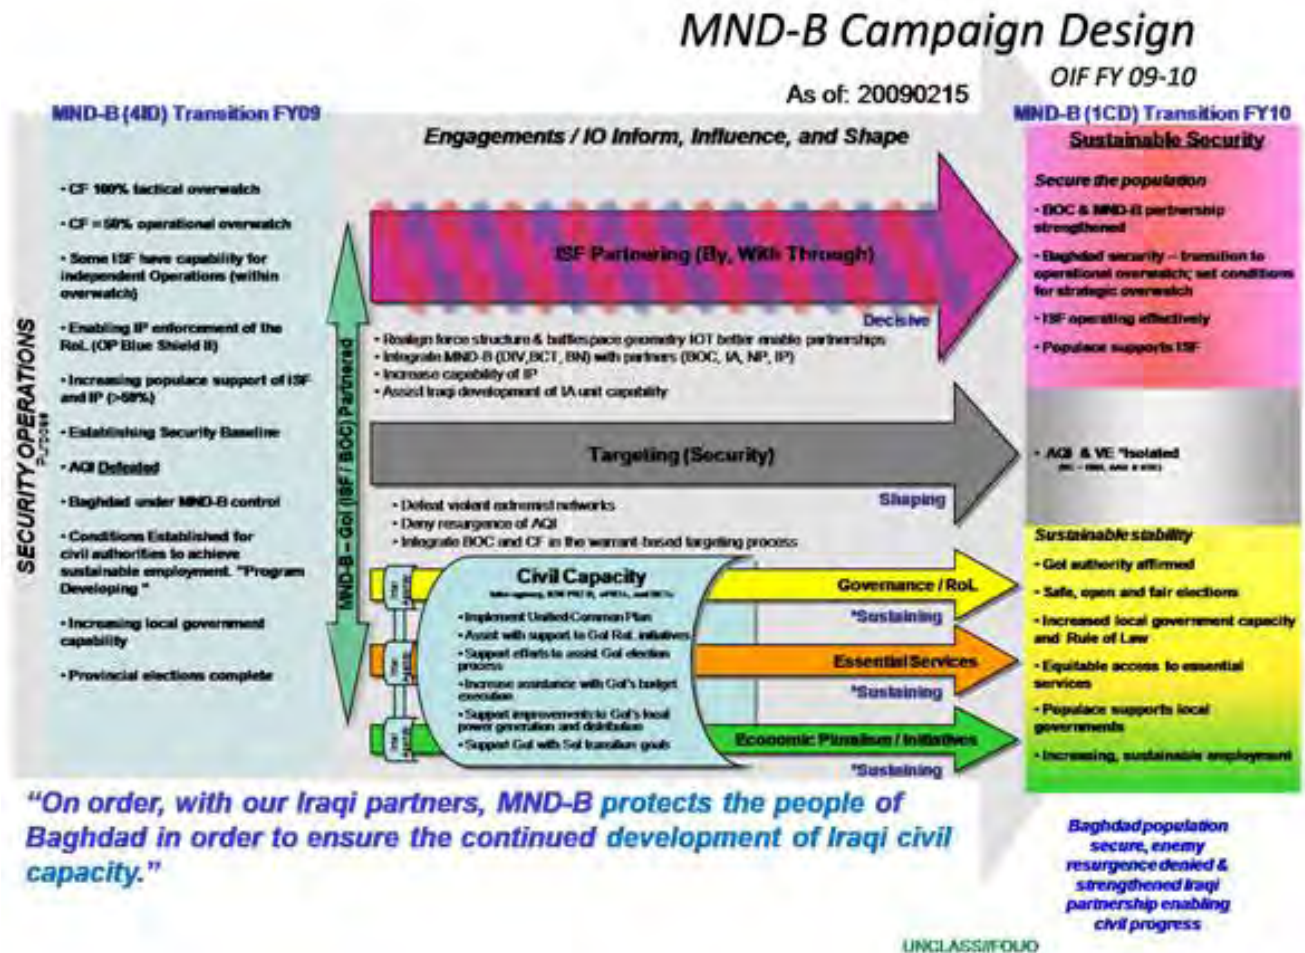 MND-B Campaign Design
OIF FY 09-10
As of: 20090215
MND-B (4ID) Transition FY09
SECURITY OPERATIONS
• CF 100% tactical overwatch
• CF = 50% operational overwatch
• Some ISF have capability for
independent Operations (within
overwatch)
• Enabling IP enforcement of the
RoL (OP Blue Shield II)
• Increasing populace support of ISF
and IP (>50%)
• Establishing Security Baseline
• AQI Defeated
• Baghdad under MND-B control
• Conditions Established for
civil authorities to achieve
sustainable employment. "Program
Developing "
• Increasing local government
capability
• Provincial elections complete
MND-B – GoI (ISF / BOC) Partnered
Engagements / IO Inform, Influence, and Shape
ISF Partnering (By, With Through)
Decisive
• Realign force structure & battlespace geometry IOT better enable partnerships
• Integrate MND-B (DIV,BCT, BN) with partners (BOC, IA, NP, IP)
• Increase capability of IP
• Assist Iraqi development of IA unit capability
Targeting (Security)
Shaping
• Defeat violent extremist networks
• Deny resurgence of AQI
• Integrate BOC and CF in the warrant-based targeting process
Civil Capacity
• Implement Unified Common Plan
• Assist with support to GoI RoL initiatives
• Support efforts to assist GoI election
process
• Increase assistance with GoI's budget
execution
• Support improvements to GoI's local
power generation and distribution
• Support GoI with SoI transition goals
Governance / RoL
*Sustaining
Essential Services
*Sustaining
Economic Pluralism / Initiatives
*Sustaining
MND-B (1CD) Transition FY10
Sustainable Security
Secure the population
• BOC & MND-B partnership
strengthened
• Baghdad security – transition to
operational overwatch; set conditions
for strategic overwatch
• ISF operating effectively
• Populace supports ISF
• AQI & VE *Isolated
Sustainable stability
• GoI authority affirmed
• Safe, open and fair elections
• Increased local government capacity
and Rule of Law
• Equitable access to essential
services
• Populace supports local
governments
• Increasing, sustainable employment
"On order, with our Iraqi partners, MND-B protects the people of
Baghdad in order to ensure the continued development of Iraqi civil
capacity."
Baghdad population
secure, enemy
resurgence denied &
strengthened Iraqi
partnership enabling
civil progress
UNCLASS//FOUO